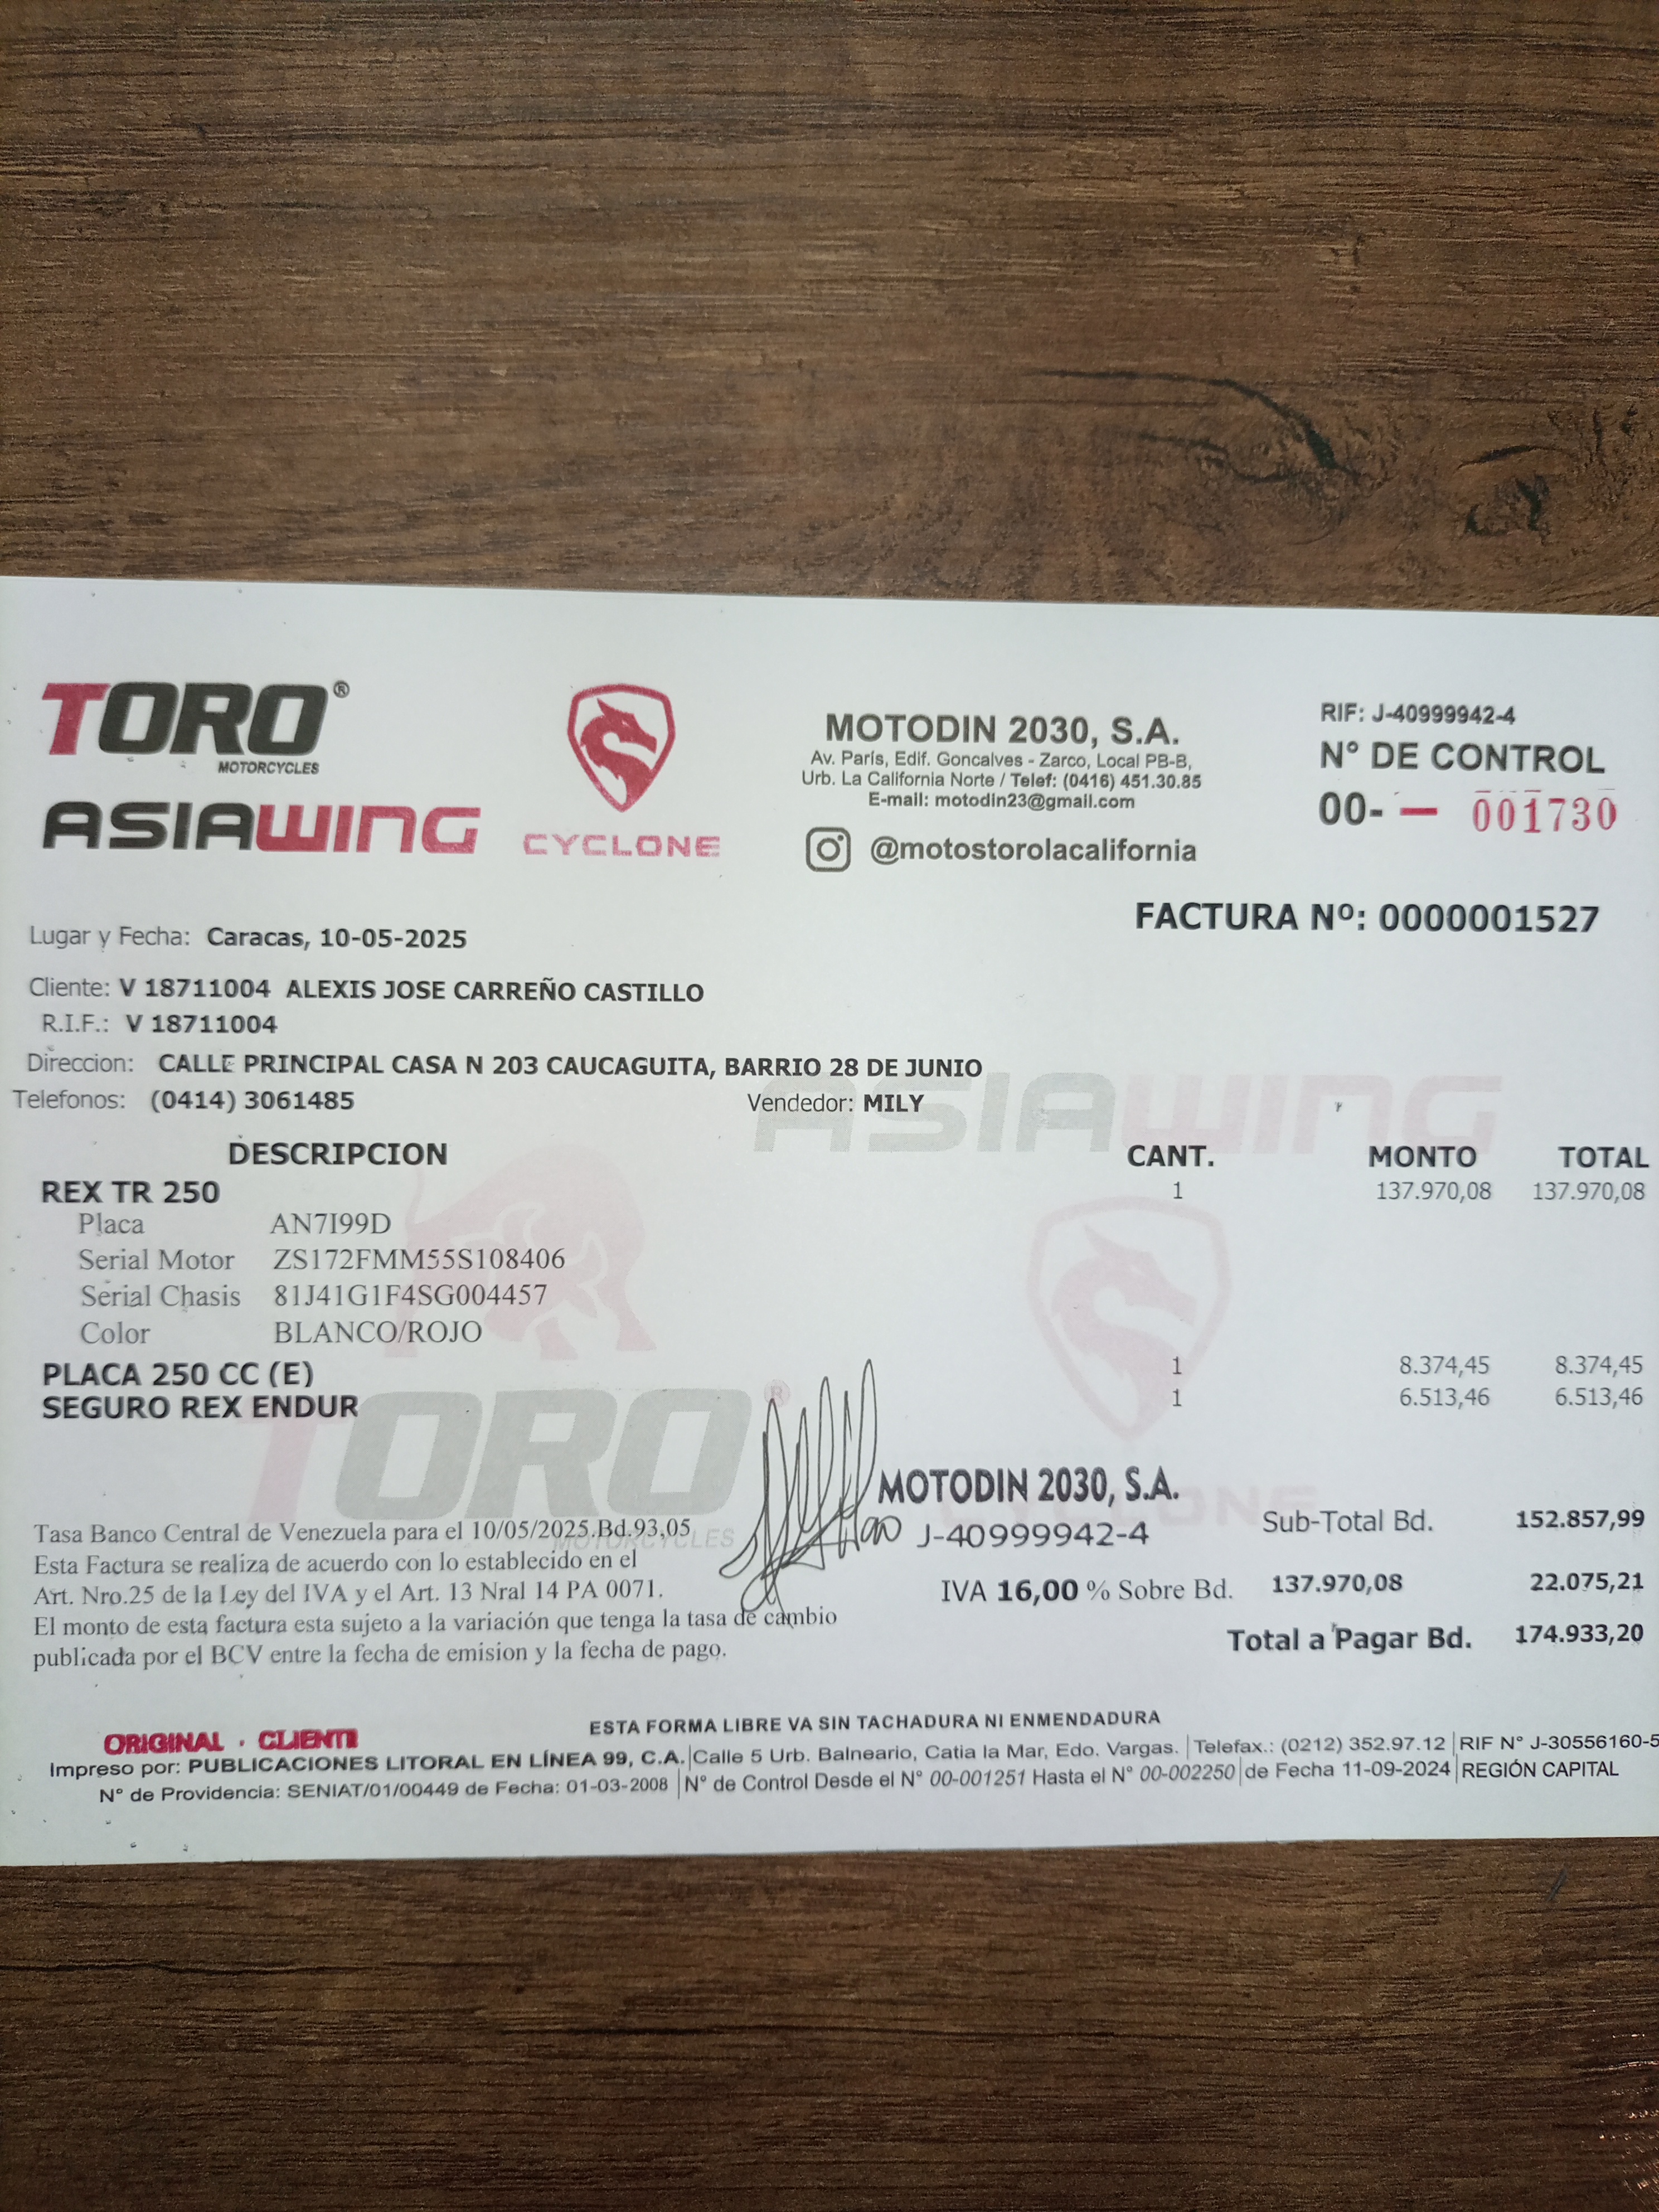 TORO®
MOTORCYCLES
ASIAWING
CYCLONE
MOTODIN 2030, S.A.
Av. París, Edif. Goncalves - Zarco, Local PB-B,
Urb. La California Norte / Telef: (0416) 451.30.85
E-mail: motodin23@gmail.com
@motostorolacalifornia
RIF: J-40999942-4
N° DE CONTROL
00- - 001730
FACTURA Nº: 0000001527
Lugar y Fecha: Caracas, 10-05-2025
Cliente: V 18711004 ALEXIS JOSE CARREÑO CASTILLO
R.I.F.: V 18711004
Direccion: CALLE PRINCIPAL CASA N 203 CAUCAGUITA, BARRIO 28 DE JUNIO
Telefonos: (0414) 3061485 Vendedor: MILY
ASIAWING
DESCRIPCION CANT. MONTO TOTAL
REX TR 250 1 137.970,08 137.970,08
Placa AN7I99D
Serial Motor ZS172FMM55S108406
Serial Chasis 81J41G1F4SG004457
Color BLANCO/ROJO
PLACA 250 CC (E) 1 8.374,45 8.374,45
SEGURO REX ENDUR 1 6.513,46 6.513,46
TORO®
MOTORCYCLES
CYCLONE
MOTODIN 2030, S.A.
J-40999942-4
Sub-Total Bd. 152.857,99
IVA 16,00 % Sobre Bd. 137.970,08 22.075,21
Total a Pagar Bd. 174.933,20
Tasa Banco Central de Venezuela para el 10/05/2025.Bd.93,05
Esta Factura se realiza de acuerdo con lo establecido en el
Art. Nro.25 de la Ley del IVA y el Art. 13 Nral 14 PA 0071.
El monto de esta factura esta sujeto a la variación que tenga la tasa de cambio
publicada por el BCV entre la fecha de emision y la fecha de pago.
ESTA FORMA LIBRE VA SIN TACHADURA NI ENMENDADURA
ORIGINAL . CLIENTE
Impreso por: PUBLICACIONES LITORAL EN LÍNEA 99, C.A. | Calle 5 Urb. Balneario, Catia la Mar, Edo. Vargas. | Telefax.: (0212) 352.97.12 | RIF N° J-30556160-5
N° de Providencia: SENIAT/01/00449 de Fecha: 01-03-2008 | N° de Control Desde el N° 00-001251 Hasta el N° 00-002250 | de Fecha 11-09-2024 | REGIÓN CAPITAL